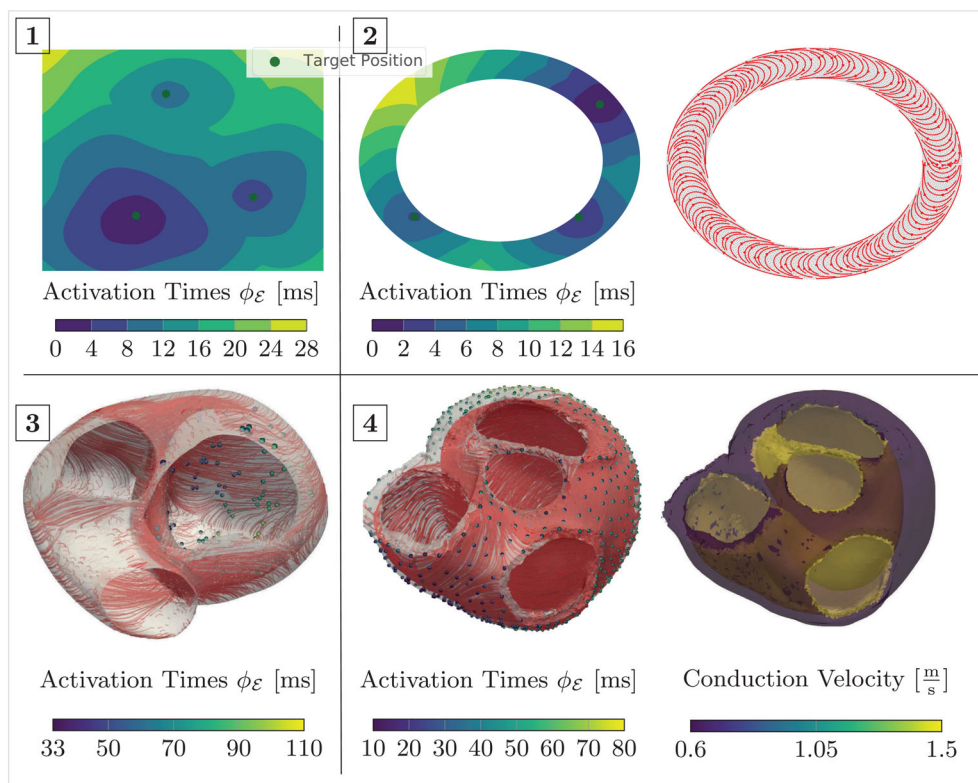 1
2
Target Position
Activation Times ϕ_ℰ [ms]
0 4 8 12 16 20 24 28
Activation Times ϕ_ℰ [ms]
0 2 4 6 8 10 12 14 16
3
4
Activation Times ϕ_ℰ [ms]
33 50 70 90 110
Activation Times ϕ_ℰ [ms]
10 20 30 40 50 60 70 80
Conduction Velocity [m/s]
0.6 1.05 1.5